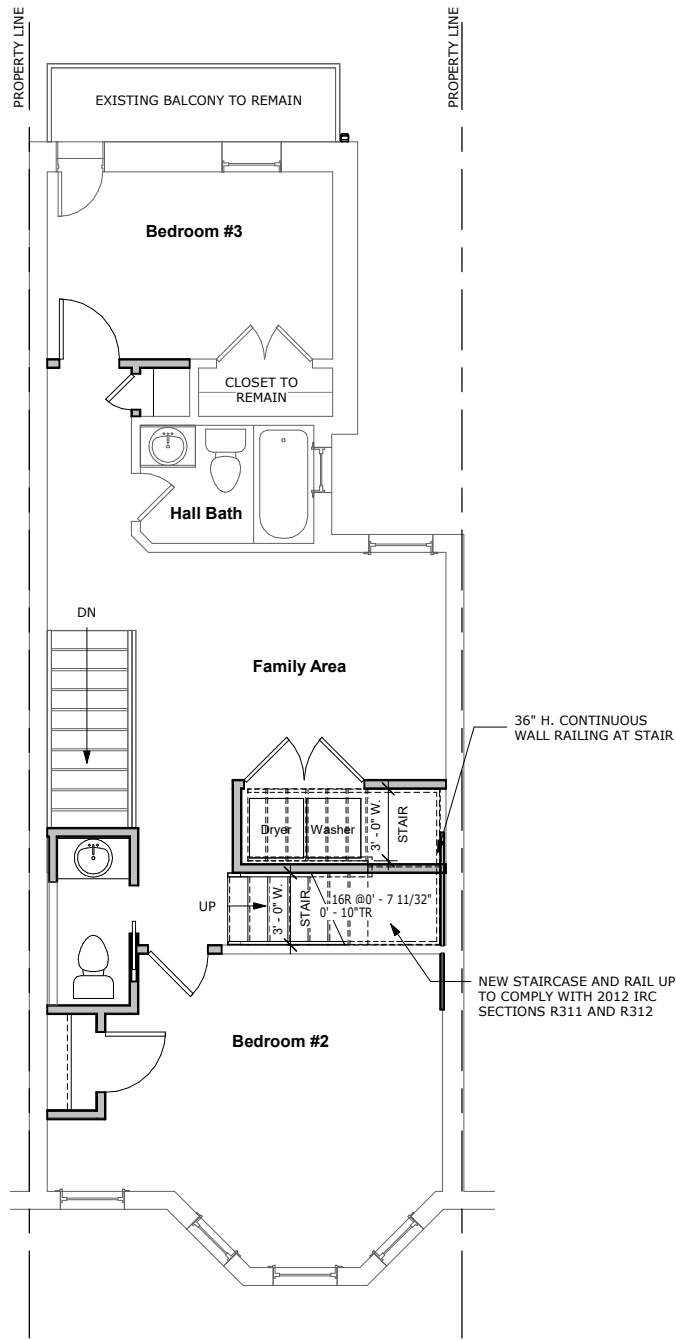 PROPERTY LINE
PROPERTY LINE
EXISTING BALCONY TO REMAIN
Bedroom #3
CLOSET TO
REMAIN
Hall Bath
DN
Family Area
36" H. CONTINUOUS
WALL RAILING AT STAIR
Dryer
Washer
3' - 0" W.
STAIR
UP
3' - 0" W.
STAIR
16R @0' - 7 11/32"
0' - 10"TR
NEW STAIRCASE AND RAIL UP
TO COMPLY WITH 2012 IRC
SECTIONS R311 AND R312
Bedroom #2